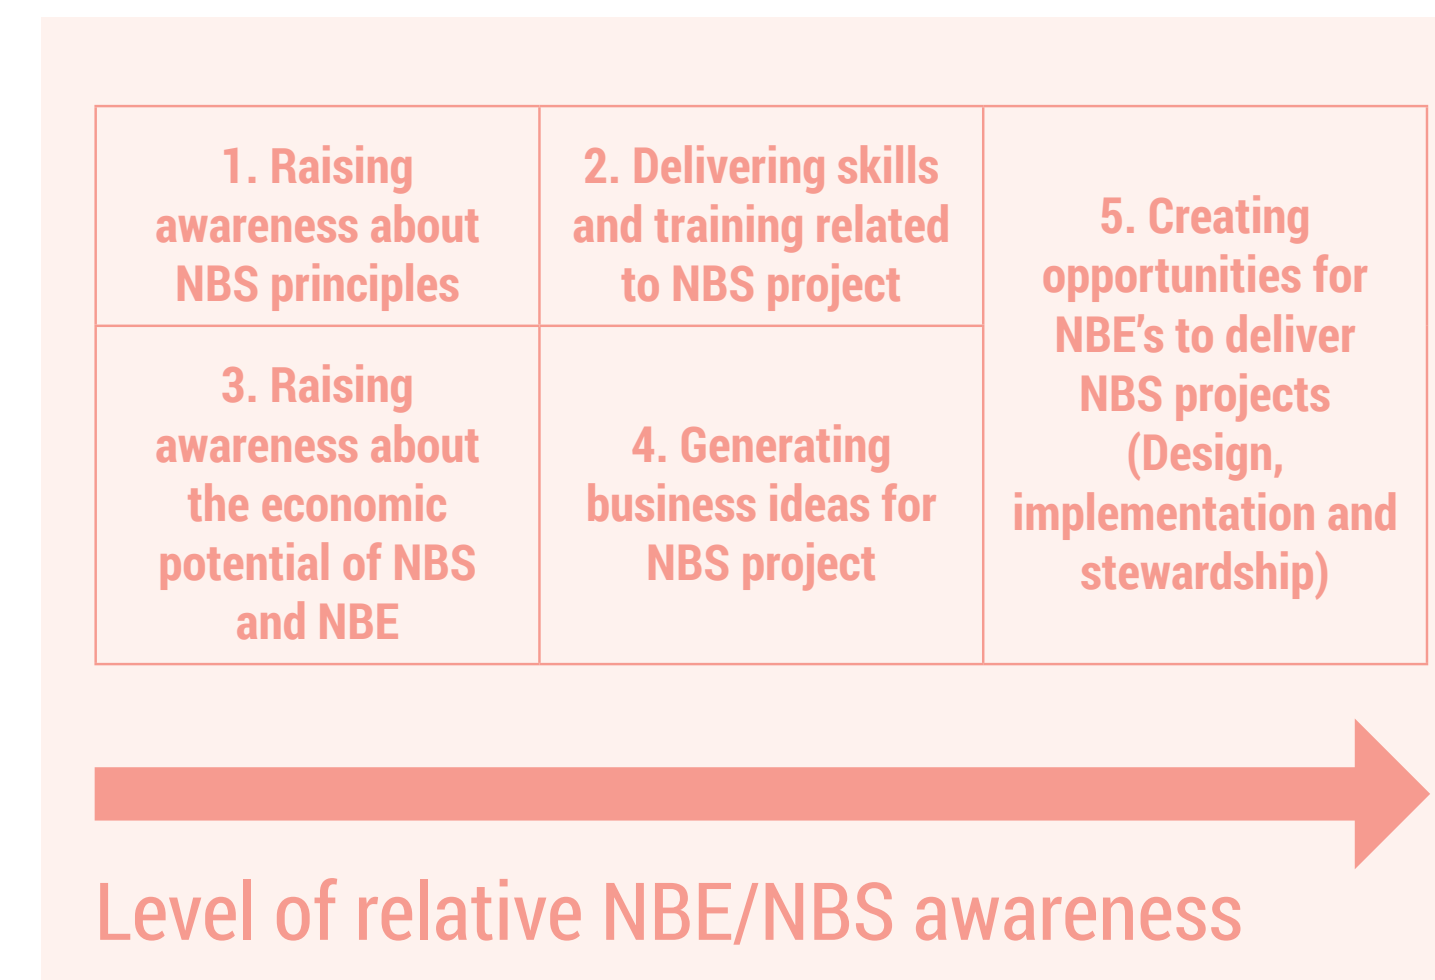 1. Raising
awareness about
NBS principles
2. Delivering skills
and training related
to NBS project
3. Raising
awareness about
the economic
potential of NBS
and NBE
4. Generating
business ideas for
NBS project
5. Creating
opportunities for
NBE’s to deliver
NBS projects
(Design,
implementation and
stewardship)
Level of relative NBE/NBS awareness